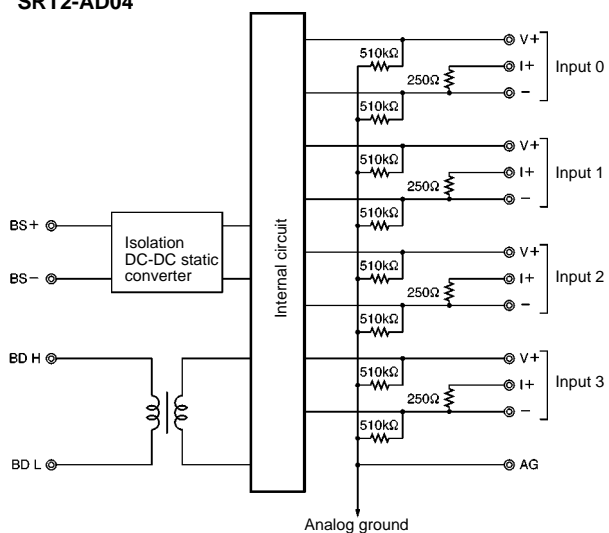 SRT2-AD04
510kΩ
V+
I+
250Ω
−
Input 0
510kΩ
510kΩ
V+
I+
250Ω
−
Input 1
510kΩ
BS+
BS−
Isolation
DC-DC static
converter
Internal circuit
510kΩ
V+
I+
250Ω
−
Input 2
510kΩ
BD H
BD L
510kΩ
V+
I+
250Ω
−
Input 3
510kΩ
AG
Analog ground